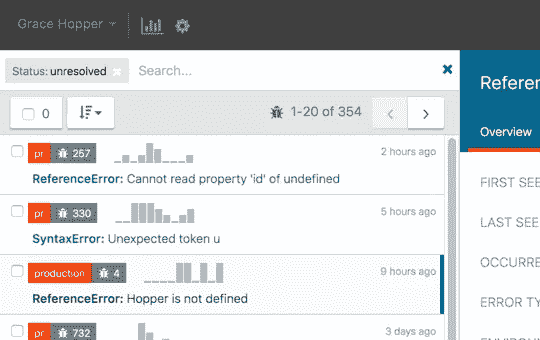 Grace Hopper
Status: unresolved Search...
0 1-20 of 354
pr 257 2 hours ago
ReferenceError: Cannot read property 'id' of undefined
pr 330 5 hours ago
SyntaxError: Unexpected token u
production 4 9 hours ago
ReferenceError: Hopper is not defined
pr 732 3 days ago
Referen
Overview
FIRST SEE
LAST SEE
OCCURRE
ERROR TY